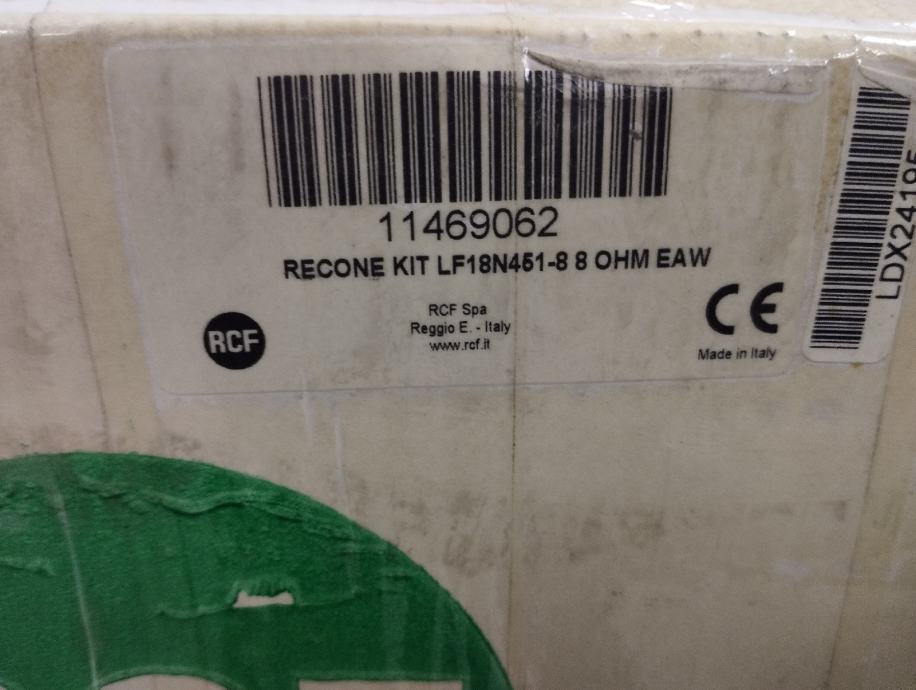 11469062
RECONE KIT LF18N451-8 8 OHM EAW
RCF
RCF Spa
Reggio E. - Italy
www.rcf.it
CE
Made in Italy
LDX24195